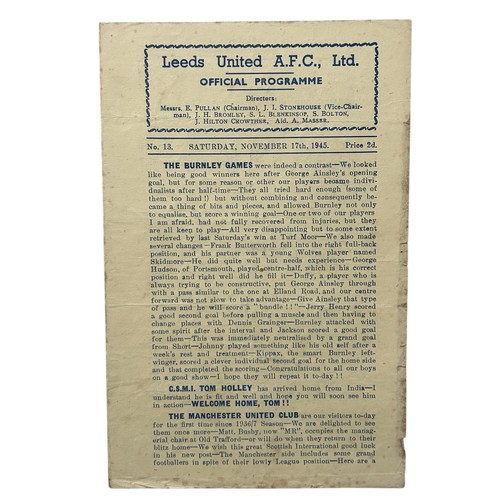 Leeds United A.F.C., Ltd.
OFFICIAL PROGRAMME
Directors:
Messrs. E. PULLAN (Chairman), J. I. STONEHOUSE (Vice-Chair-
man), J. H. BROMLEY, S. L. BLENKINSOP, S. BOLTON,
J. HILTON CROWTHER, Ald. A. MASSER.
No. 13. SATURDAY, NOVEMBER 17th, 1945. Price 2d.
THE BURNLEY GAMES were indeed a contrast—We looked
like being good winners here after George Ainsley's opening
goal, but for some reason or other our players became indivi-
dualists after half-time—They all tried hard enough (some of
them too hard!) but without combining and consequently be-
came a thing of bits and pieces, and allowed Burnley not only
to equalise, but score a winning goal—One or two of our players
I am afraid, had not fully recovered from injuries, but they
are all keen to play—All very disappointing but to some extent
retrieved by last Saturday's win at Turf Moor—We also made
several changes—Frank Butterworth fell into the right full-back
position, and his partner was a young Wolves player named
Skidmore—He did quite well but needs experience—George
Hudson, of Portsmouth, played centre-half, which is his correct
position and right well did he fill it—Duffy, a player who is
always trying to be constructive, put George Ainsley through
with a pass similar to the one at Elland Road, and our centre
forward was not slow to take advantage—Give Ainsley that type
of pass and he will score a "bundle!!"—Jerry Henry scored
a good second goal before pulling a muscle and then having to
change places with Dennis Grainger—Burnley attacked with
some spirit after the interval and Jackson scored a good goal
for them—This was immediately neutralised by a grand goal
from Short—Johnny played something like his old self after a
week's rest and treatment—Kippax, the smart Burnley left-
winger, scored a clever individual second goal for the home side
and that completed the scoring—Congratulations to all our boys
on a good show—I hope they will repeat it to-day!!
C.S.M.I. TOM HOLLEY has arrived home from India—I
understand he is fit and well and hope you will soon see him
in action—WELCOME HOME, TOM!!
THE MANCHESTER UNITED CLUB are our visitors to-day
for the first time since 1936/7 Season—We are delighted to see
them once more—Matt. Busby, now "MR", occupies the manag-
erial chair at Old Trafford—or will do when they return to their
blitz home—We wish this great Scottish International good luck
in his new post—The Manchester side includes some grand
footballers in spite of their lowly League position—Here are a